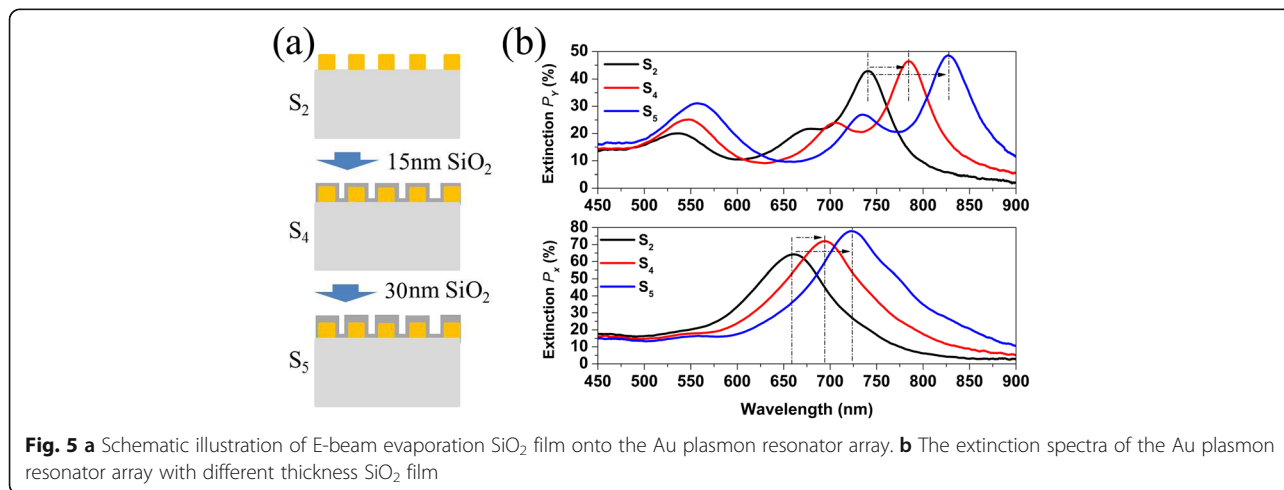 (a)
S2
15nm SiO2
S4
30nm SiO2
S5
(b)
Extinction PY (%)
50
40
30
20
10
0
S2
S4
S5
450 500 550 600 650 700 750 800 850 900
Extinction Px (%)
80
70
60
50
40
30
20
10
0
S2
S4
S5
450 500 550 600 650 700 750 800 850 900
Wavelength (nm)
Fig. 5 a Schematic illustration of E-beam evaporation SiO2 film onto the Au plasmon resonator array. b The extinction spectra of the Au plasmon
resonator array with different thickness SiO2 film